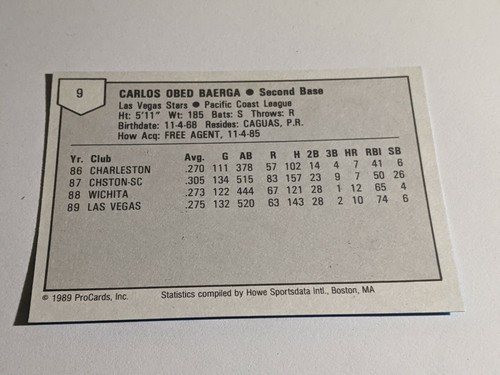 9
CARLOS OBED BAERGA ● Second Base
Las Vegas Stars ● Pacific Coast League
Ht: 5'11" Wt: 185 Bats: S Throws: R
Birthdate: 11-4-68 Resides: CAGUAS, P.R.
How Acq: FREE AGENT, 11-4-85
Yr. Club Avg. G AB R H 2B 3B HR RBI SB
86 CHARLESTON .270 111 378 57 102 14 4 7 41 6
87 CHSTON-SC .305 134 515 83 157 23 9 7 50 26
88 WICHITA .273 122 444 67 121 28 1 12 65 4
89 LAS VEGAS .275 132 520 63 143 28 2 10 74 6
© 1989 ProCards, Inc. Statistics compiled by Howe Sportsdata Intl., Boston, MA